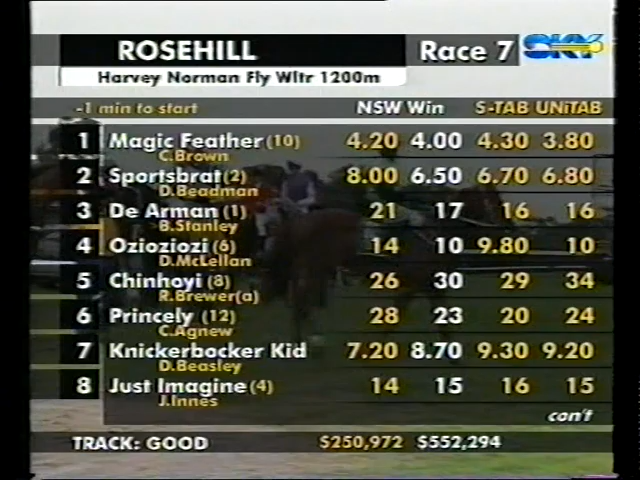 ROSEHILL Race 7 SKY
Harvey Norman Fly Wltr 1200m
-1 min to start NSW Win S-TAB UNiTAB
1 Magic Feather (10) 4.20 4.00 4.30 3.80
C.Brown
2 Sportsbrat (2) 8.00 6.50 6.70 6.80
D.Beadman
3 De Arman (1) 21 17 16 16
B.Stanley
4 Ozioziozi (6) 14 10 9.80 10
D.McLellan
5 Chinhoyi (8) 26 30 29 34
R.Brewer(a)
6 Princely (12) 28 23 20 24
C.Agnew
7 Knickerbocker Kid 7.20 8.70 9.30 9.20
D.Beasley
8 Just Imagine (4) 14 15 16 15
J.Innes
con't
TRACK: GOOD $250,972 $552,294